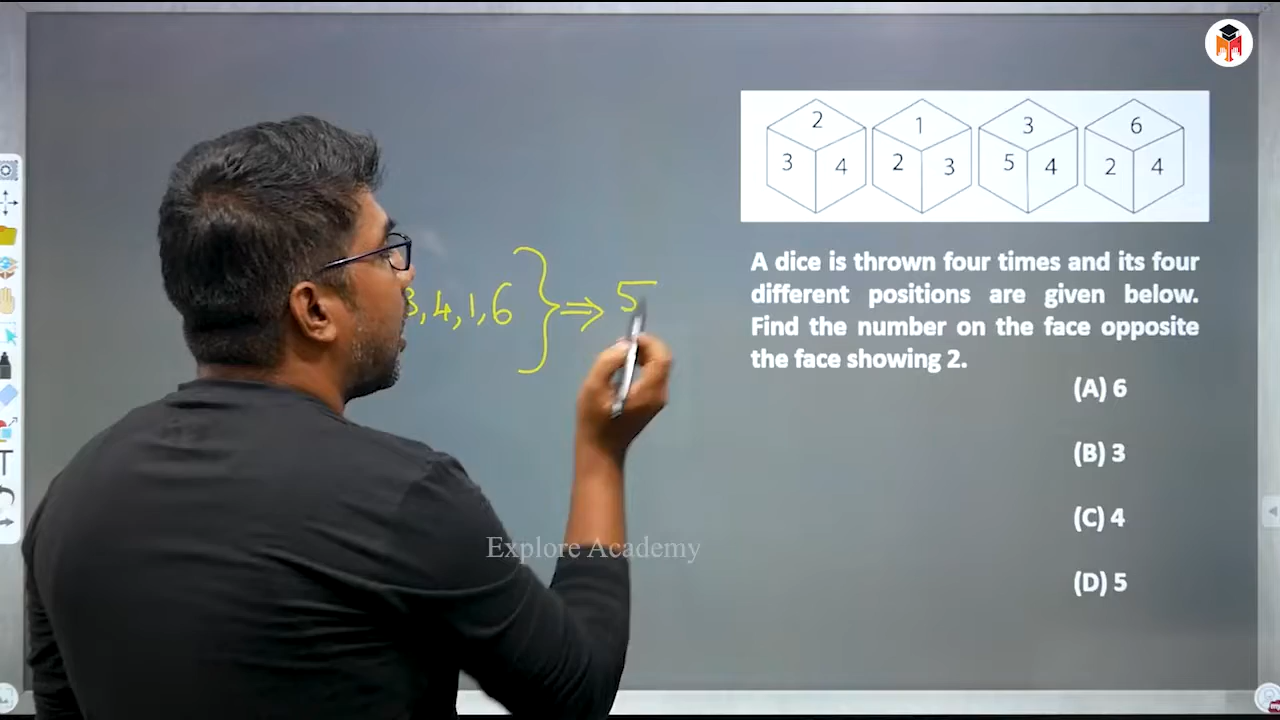 2
3 4
1
2 3
3
5 4
6
2 4
A dice is thrown four times and its four
different positions are given below.
Find the number on the face opposite
the face showing 2.
(A) 6
(B) 3
(C) 4
(D) 5
3,4,1,6 } ⇒ 5
Explore Academy
T